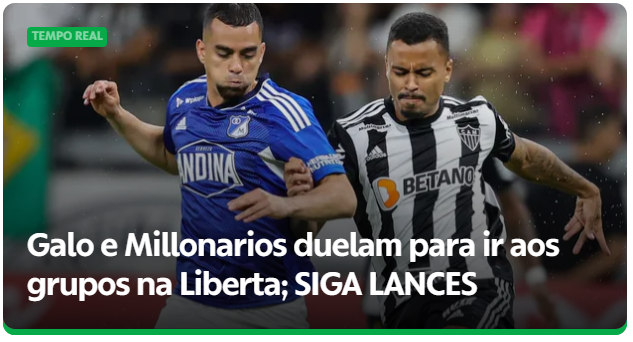 TEMPO REAL
ANDINA
BETANO
Galo e Millonarios duelam para ir aos
grupos na Liberta; SIGA LANCES